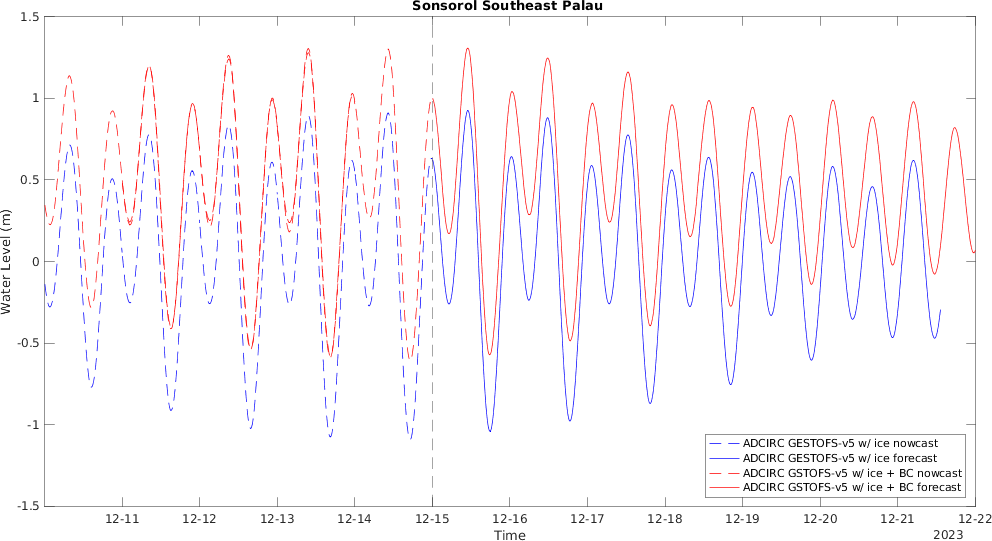 Sonsorol Southeast Palau
1.5
1
0.5
0
-0.5
-1
-1.5
Water Level (m)
ADCIRC GESTOFS-v5 w/ ice nowcast
ADCIRC GESTOFS-v5 w/ ice forecast
ADCIRC GSTOFS-v5 w/ ice + BC nowcast
ADCIRC GSTOFS-v5 w/ ice + BC forecast
12-11 12-12 12-13 12-14 12-15 12-16 12-17 12-18 12-19 12-20 12-21 12-22
Time
2023